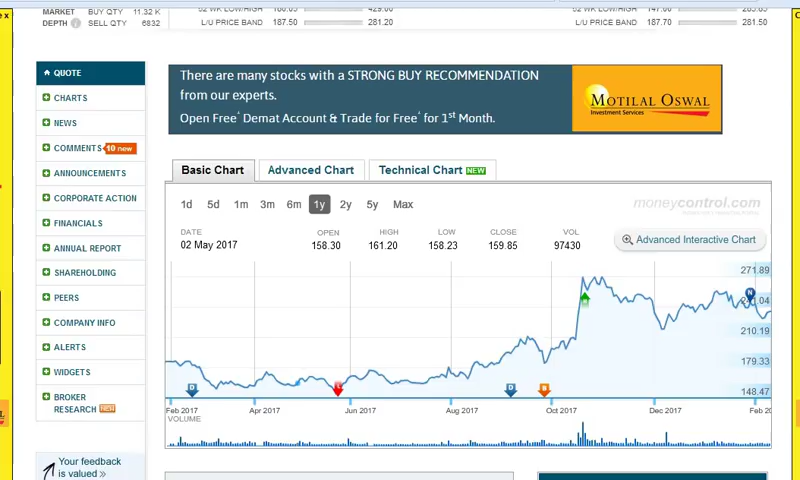 MARKET BUY QTY 11.32 K
DEPTH SELL QTY 6832
52 WK LOW/HIGH
L/U PRICE BAND 187.50 281.20
L/U PRICE BAND 187.70 281.50
QUOTE
CHARTS
NEWS
COMMENTS 10 new
ANNOUNCEMENTS
CORPORATE ACTION
FINANCIALS
ANNUAL REPORT
SHAREHOLDING
PEERS
COMPANY INFO
ALERTS
WIDGETS
BROKER
RESEARCH NEW
Your feedback
is valued »
There are many stocks with a STRONG BUY RECOMMENDATION
from our experts.
Open Free* Demat Account & Trade for Free* for 1st Month.
MOTILAL OSWAL
Investment Services
Basic Chart Advanced Chart Technical Chart NEW
1d 5d 1m 3m 6m 1y 2y 5y Max
moneycontrol.com
DATE OPEN HIGH LOW CLOSE VOL
02 May 2017 158.30 161.20 158.23 159.85 97430
Advanced Interactive Chart
271.89
N
210.19
179.33
148.47
D D B
Feb 2017 Apr 2017 Jun 2017 Aug 2017 Oct 2017 Dec 2017 Feb 20
VOLUME